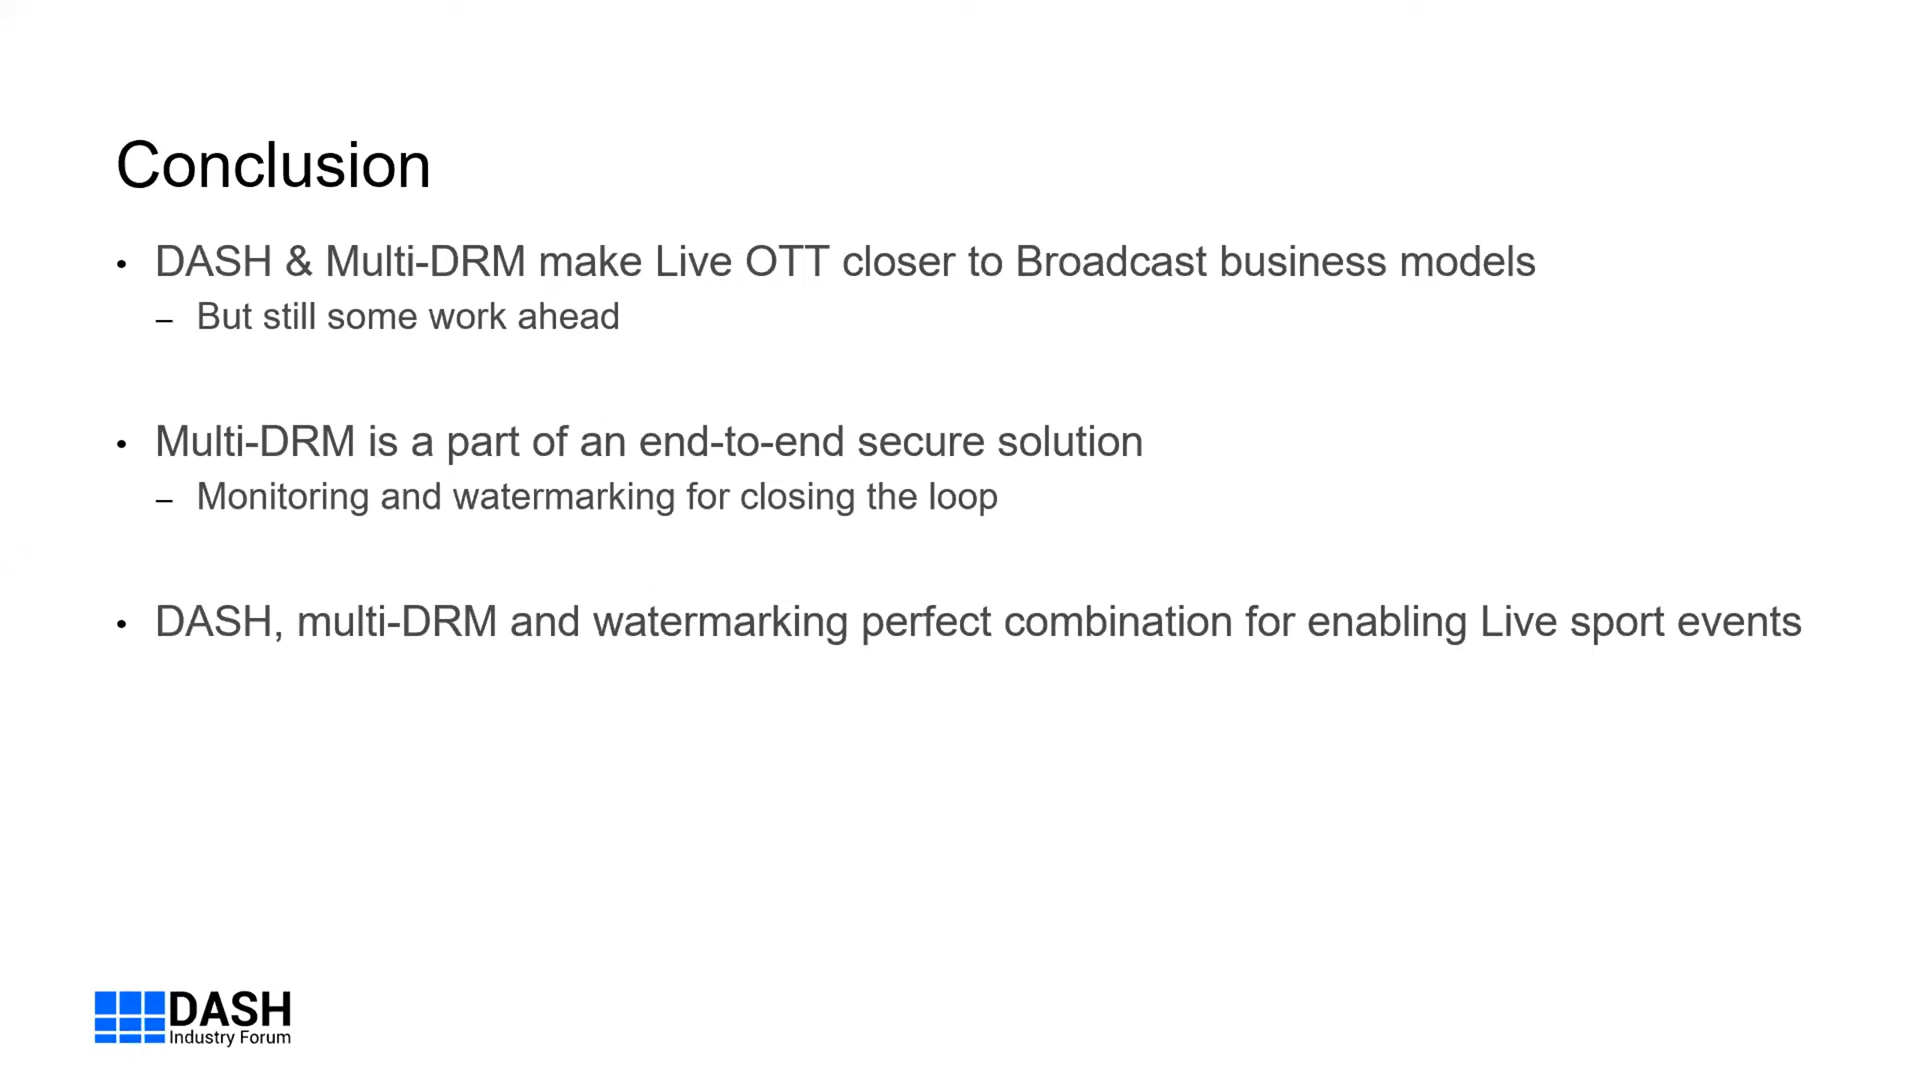 Conclusion
• DASH & Multi-DRM make Live OTT closer to Broadcast business models
– But still some work ahead
• Multi-DRM is a part of an end-to-end secure solution
– Monitoring and watermarking for closing the loop
• DASH, multi-DRM and watermarking perfect combination for enabling Live sport events
DASH
Industry Forum